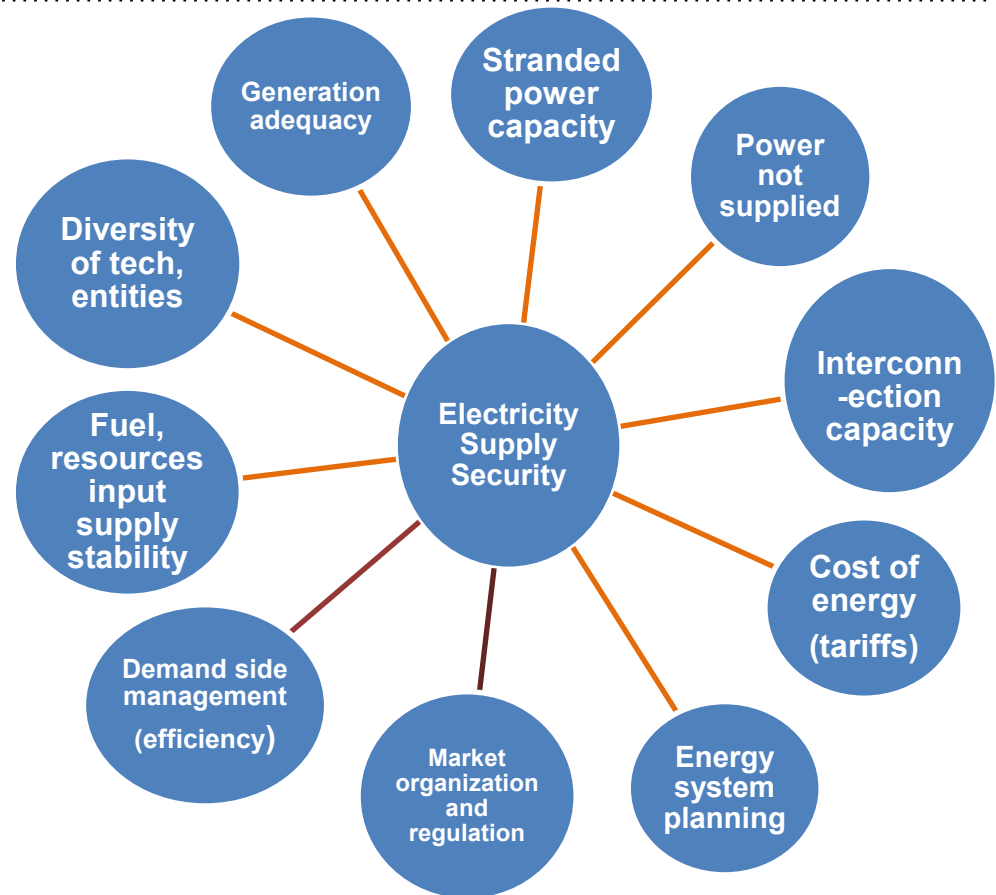 Generation
adequacy
Stranded
power
capacity
Power
not
supplied
Diversity
of tech,
entities
Interconn
-ection
capacity
Electricity
Supply
Security
Fuel,
resources
input
supply
stability
Cost of
energy
(tariffs)
Demand side
management
(efficiency)
Market
organization
and
regulation
Energy
system
planning